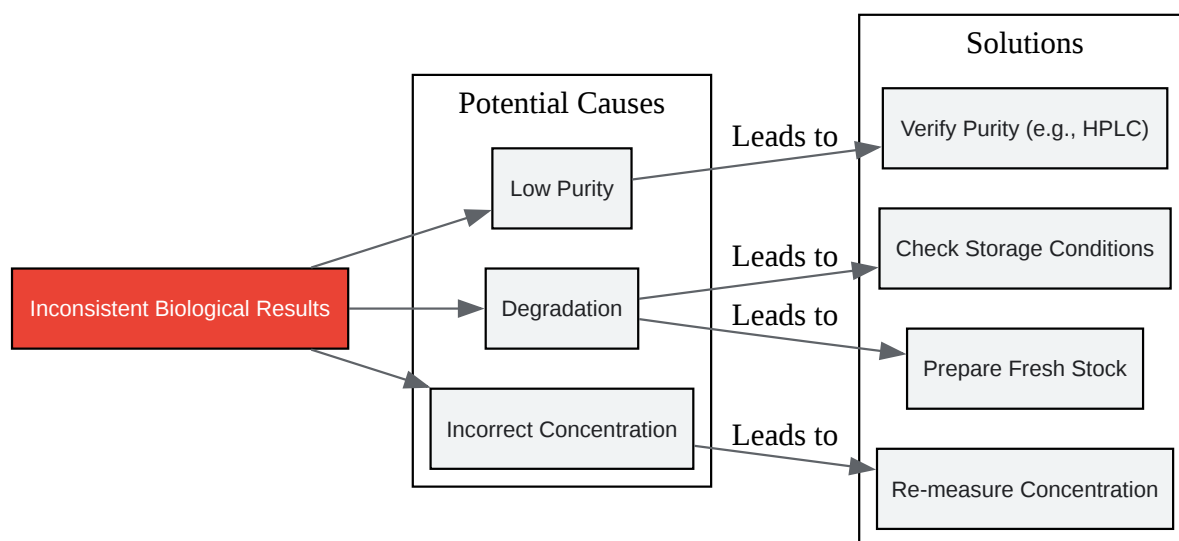 Solutions
Potential Causes
Verify Purity (e.g., HPLC)
Leads to
Low Purity
Leads to
Check Storage Conditions
Inconsistent Biological Results
Degradation
Leads to
Prepare Fresh Stock
Incorrect Concentration
Leads to
Re-measure Concentration